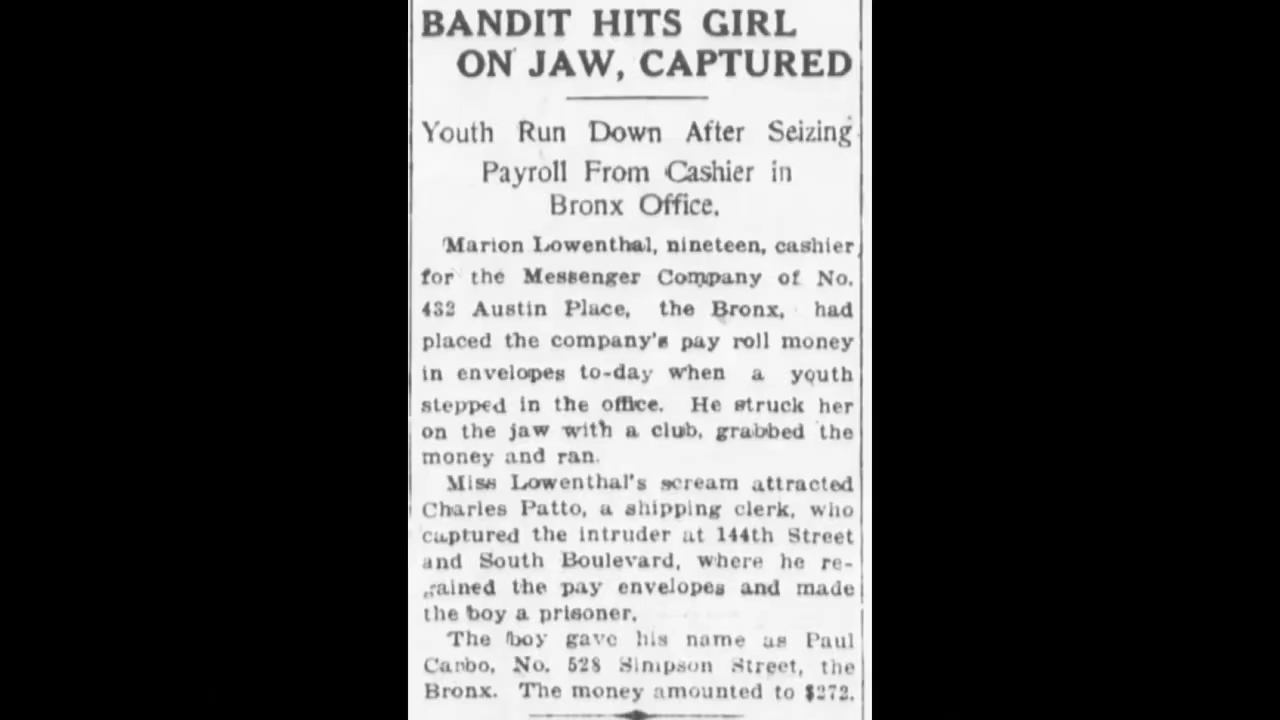 BANDIT HITS GIRL
ON JAW, CAPTURED
Youth Run Down After Seizing
Payroll From Cashier in
Bronx Office.
Marion Lowenthal, nineteen, cashier
for the Messenger Company of No.
432 Austin Place, the Bronx, had
placed the company's pay roll money
in envelopes to-day when a youth
stepped in the office. He struck her
on the jaw with a club, grabbed the
money and ran.
Miss Lowenthal's scream attracted
Charles Patto, a shipping clerk, who
captured the intruder at 144th Street
and South Boulevard, where he re-
gained the pay envelopes and made
the boy a prisoner.
The boy gave his name as Paul
Carbo, No. 528 Simpson Street, the
Bronx. The money amounted to $272.